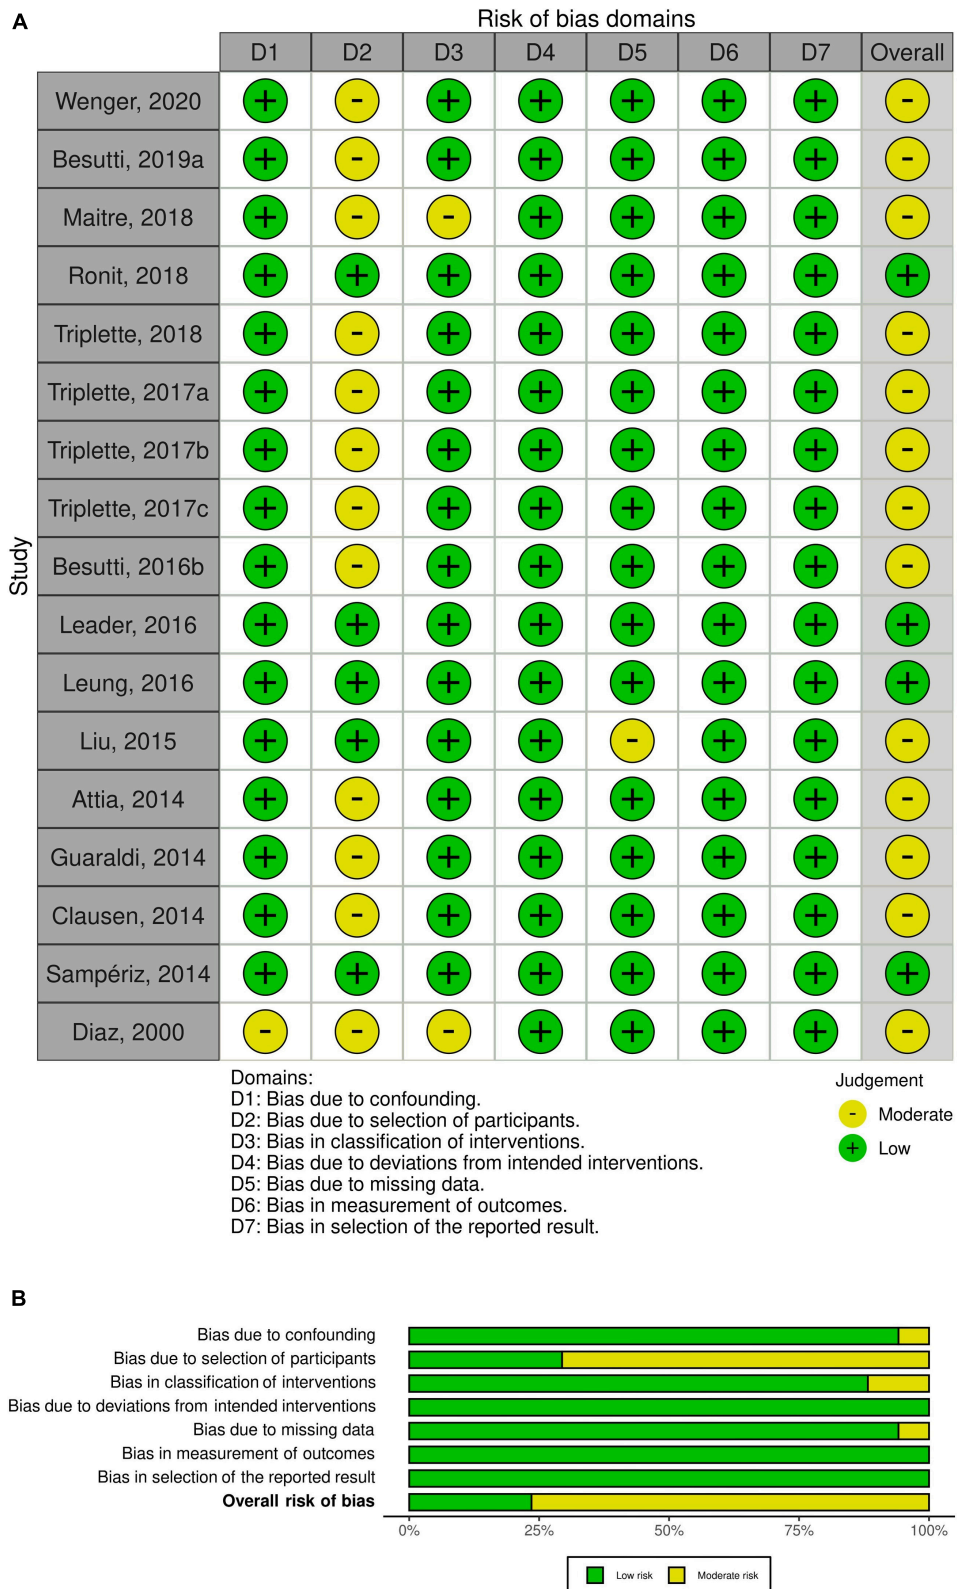 A
Risk of bias domains
D1 D2 D3 D4 D5 D6 D7 Overall
Study
Wenger, 2020 + - + + + + + -
Besutti, 2019a + - + + + + + -
Maitre, 2018 + - - + + + + -
Ronit, 2018 + + + + + + + +
Triplette, 2018 + - + + + + + -
Triplette, 2017a + - + + + + + -
Triplette, 2017b + - + + + + + -
Triplette, 2017c + - + + + + + -
Besutti, 2016b + - + + + + + -
Leader, 2016 + + + + + + + +
Leung, 2016 + + + + + + + +
Liu, 2015 + + + + - + + -
Attia, 2014 + - + + + + + -
Guaraldi, 2014 + - + + + + + -
Clausen, 2014 + - + + + + + -
Sampériz, 2014 + + + + + + + +
Diaz, 2000 - - - + + + + -
Domains:
D1: Bias due to confounding.
D2: Bias due to selection of participants.
D3: Bias in classification of interventions.
D4: Bias due to deviations from intended interventions.
D5: Bias due to missing data.
D6: Bias in measurement of outcomes.
D7: Bias in selection of the reported result.
Judgement
- Moderate
+ Low
B
Bias due to confounding
Bias due to selection of participants
Bias in classification of interventions
Bias due to deviations from intended interventions
Bias due to missing data
Bias in measurement of outcomes
Bias in selection of the reported result
Overall risk of bias
0% 25% 50% 75% 100%
Low risk Moderate risk